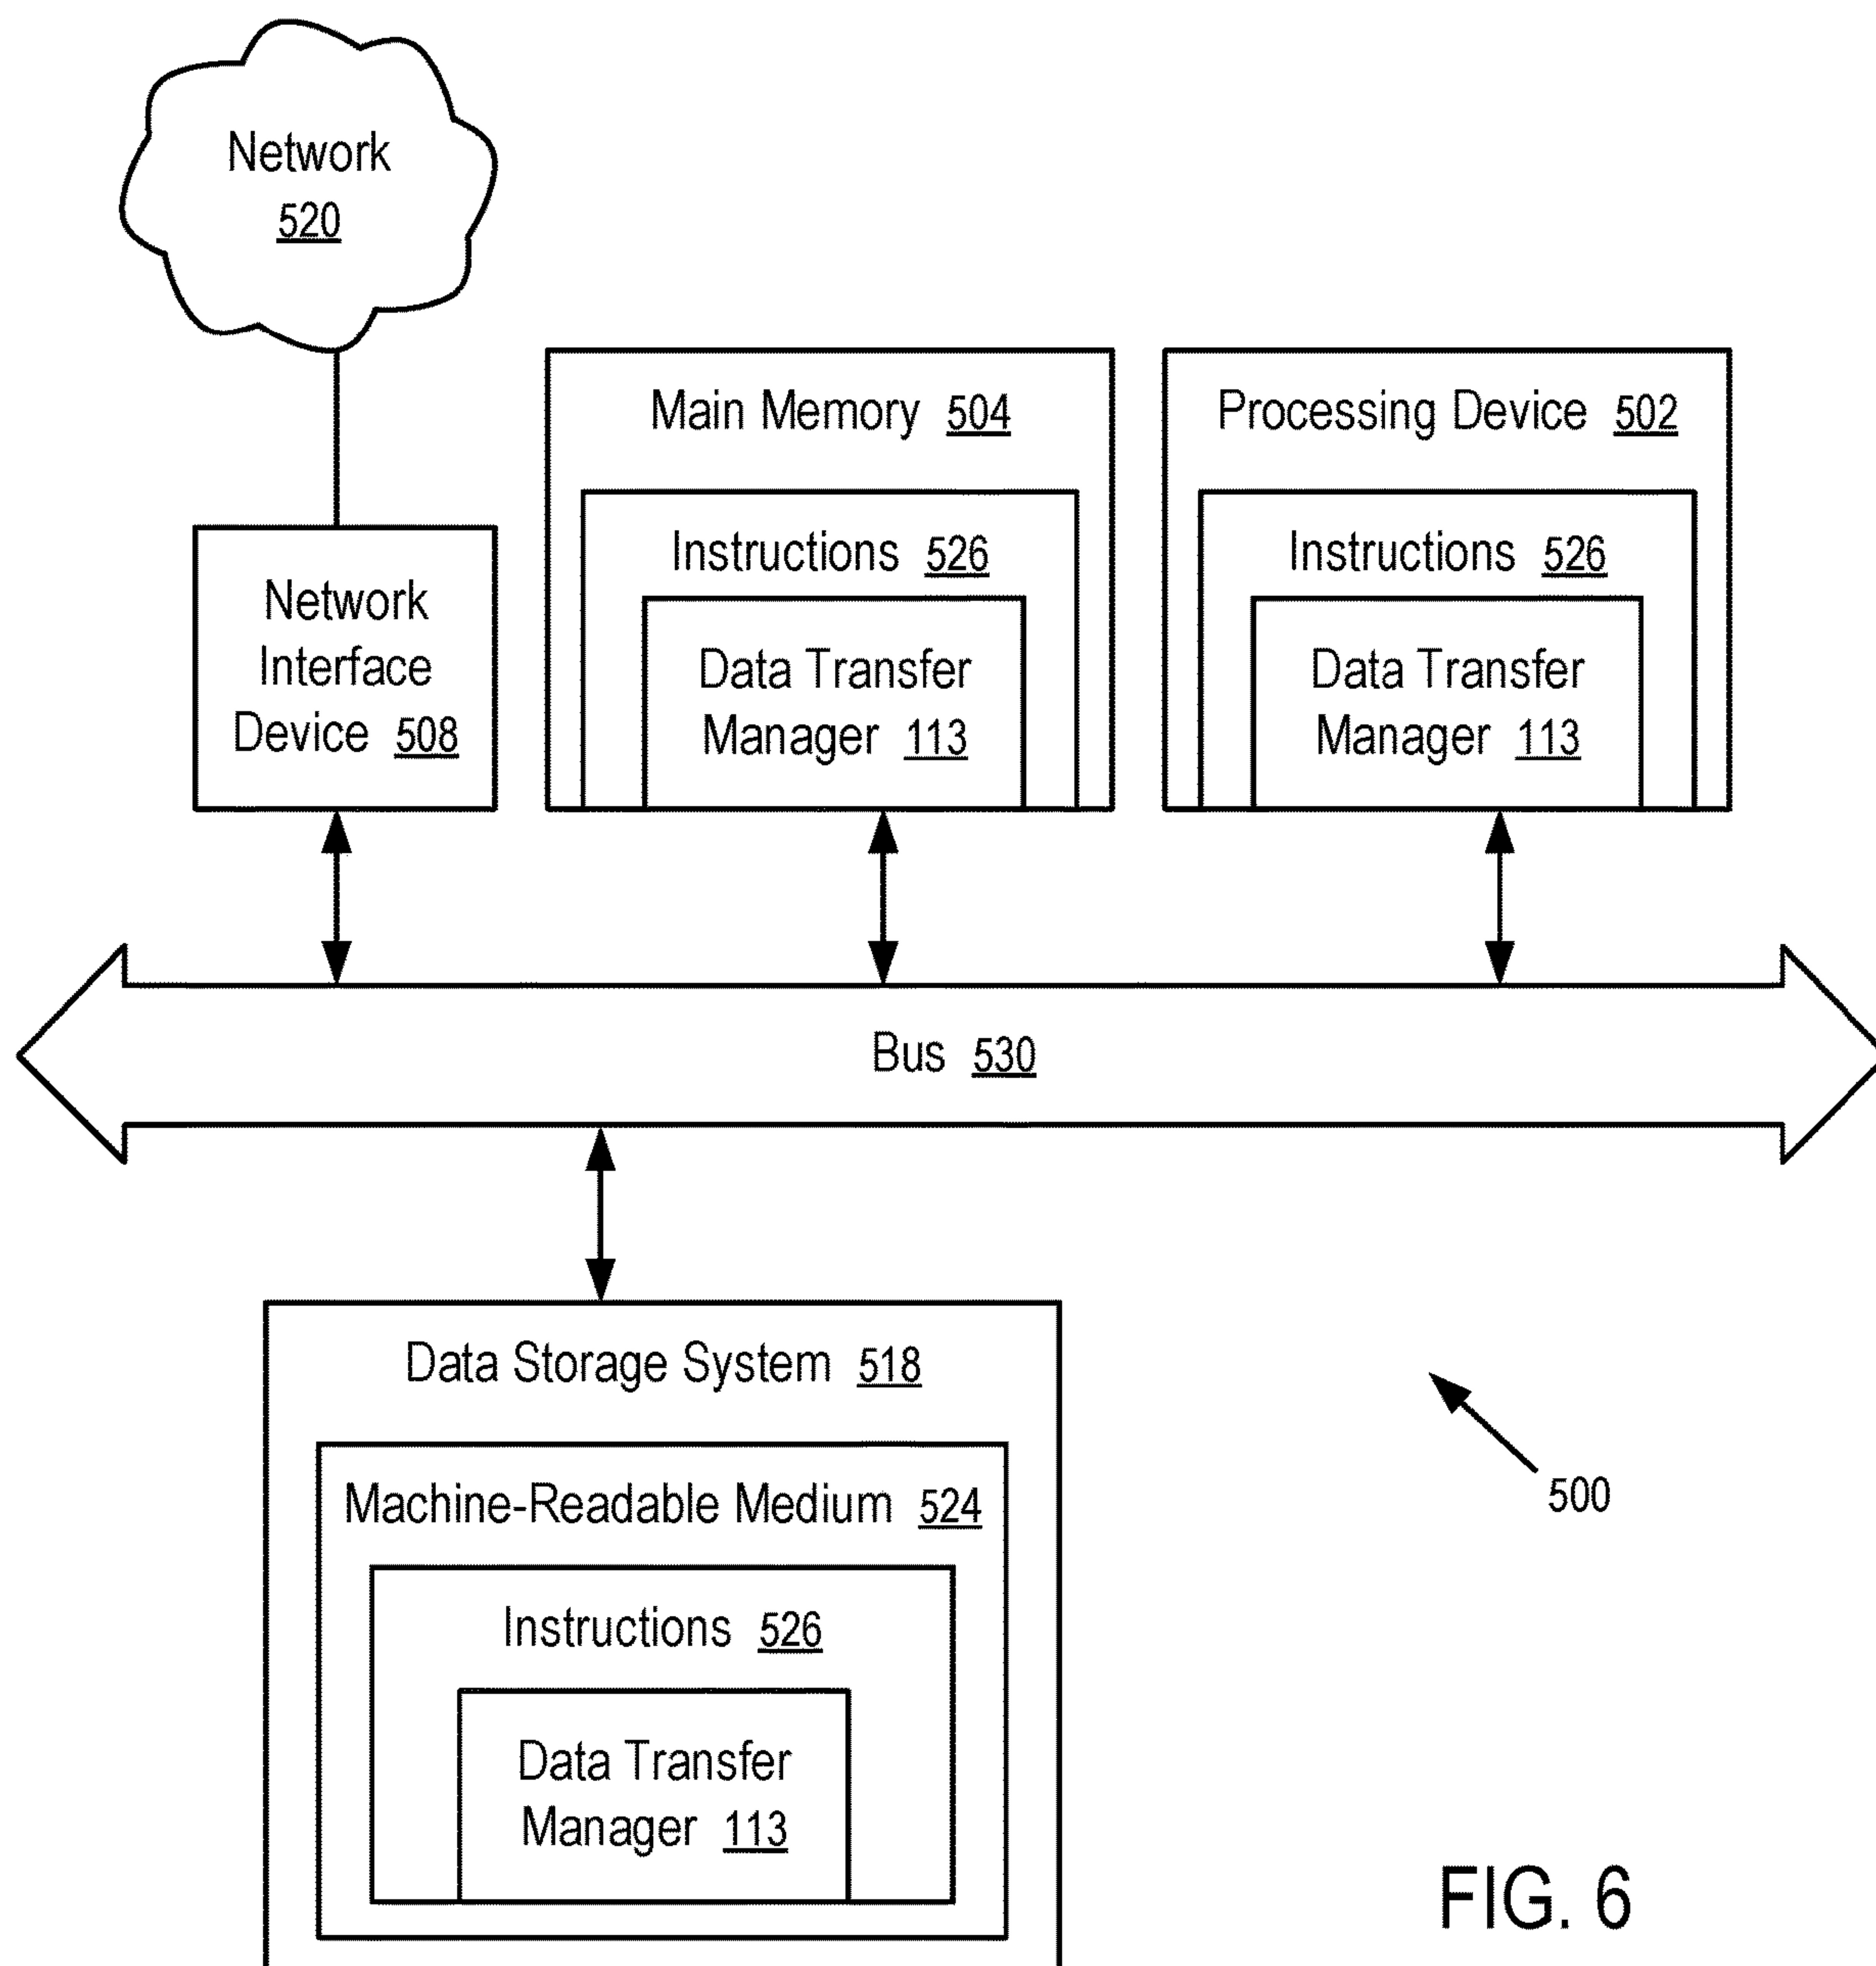 Network
520
Main Memory 504
Processing Device 502
Instructions 526
Instructions 526
Network
Interface
Device 508
Data Transfer
Manager 113
Data Transfer
Manager 113
Bus 530
Data Storage System 518
Machine-Readable Medium 524
500
Instructions 526
Data Transfer
Manager 113
FIG. 6